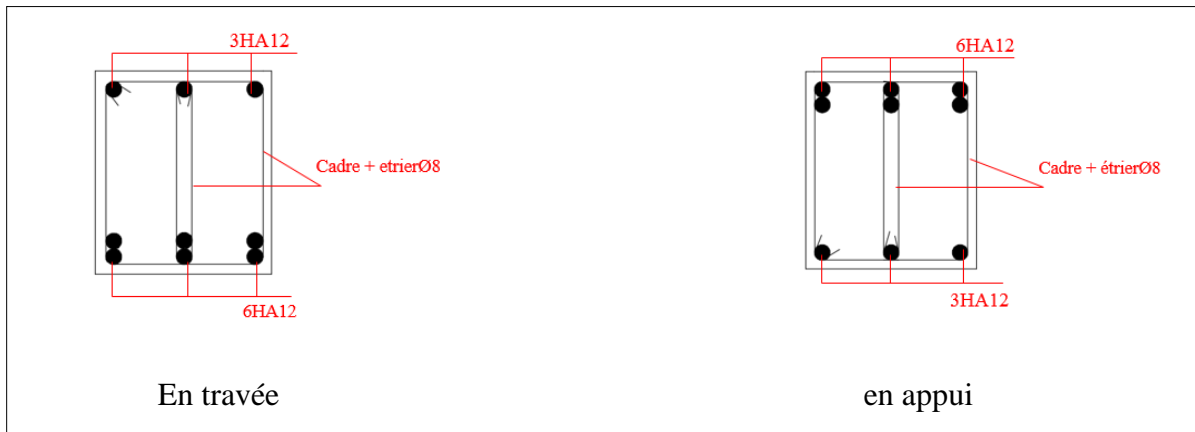 3HA12
Cadre + etrierØ8
6HA12
En travée
6HA12
Cadre + étrierØ8
3HA12
en appui